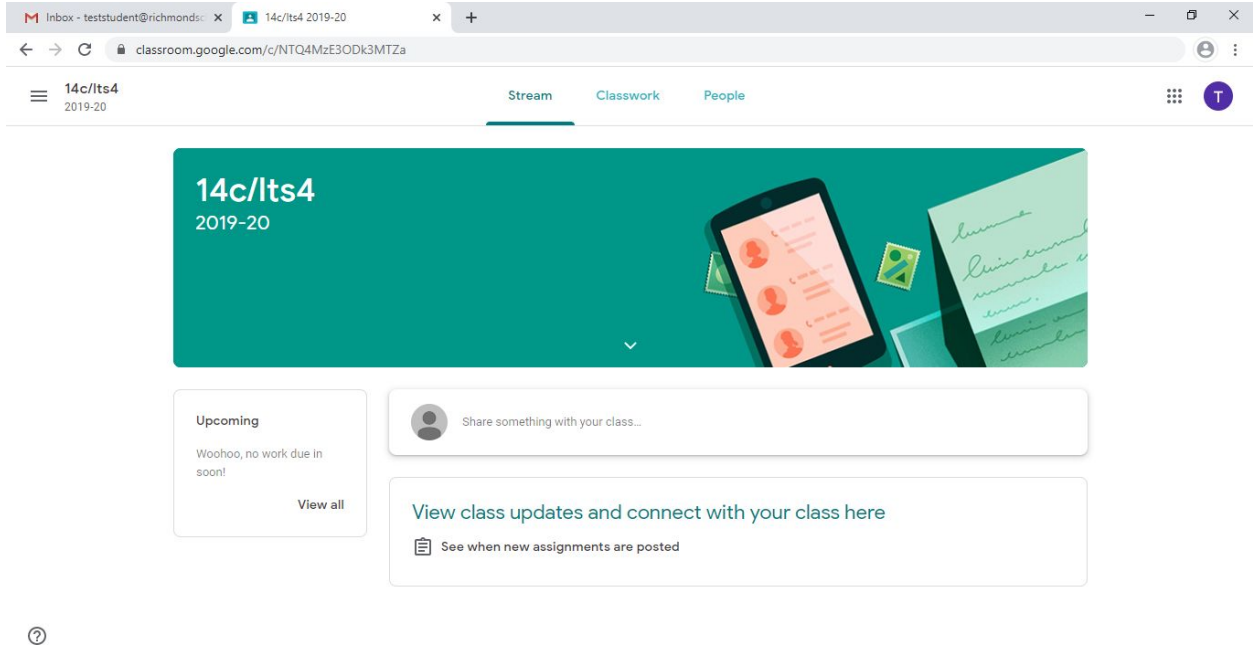 Inbox - teststudent@richmondsc
14c/lts4 2019-20
classroom.google.com/c/NTQ4MzE3ODk3MTZa
14c/lts4
2019-20
Stream Classwork People
T
14c/lts4
2019-20
Upcoming
Woohoo, no work due in
soon!
View all
Share something with your class...
View class updates and connect with your class here
See when new assignments are posted